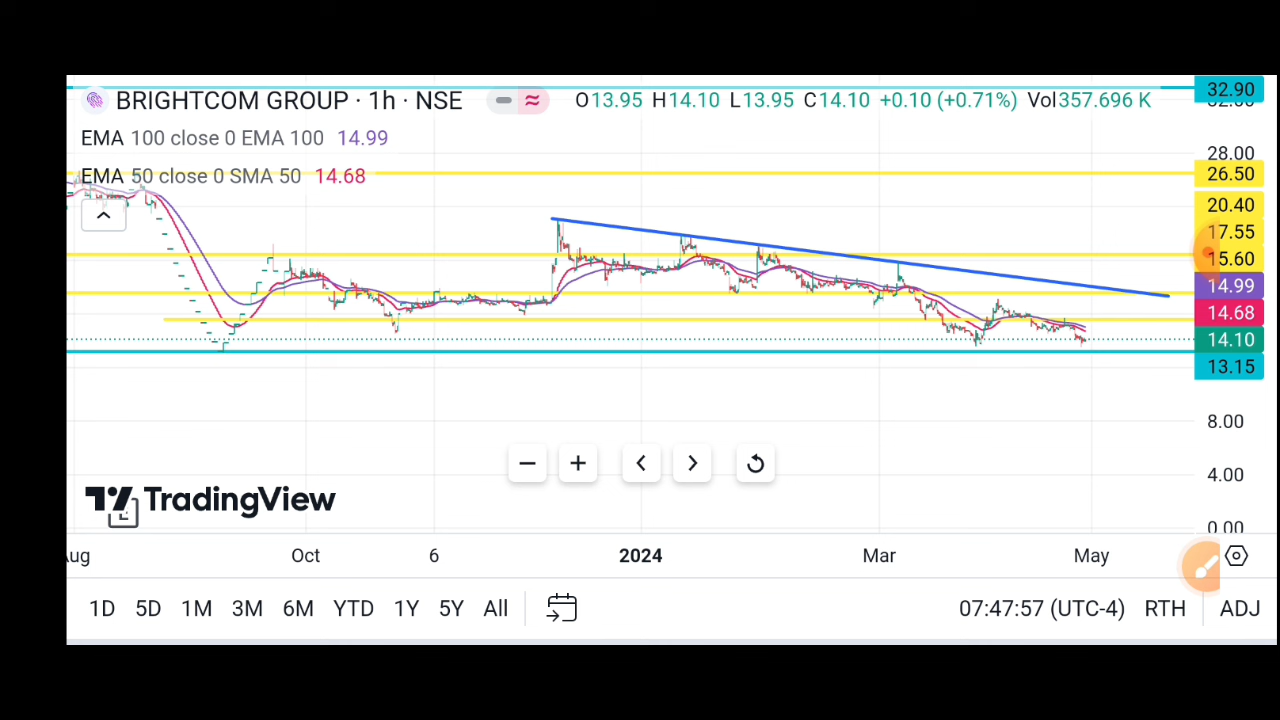 BRIGHTCOM GROUP · 1h · NSE O13.95 H14.10 L13.95 C14.10 +0.10 (+0.71%) Vol357.696 K
EMA 100 close 0 EMA 100 14.99
EMA 50 close 0 SMA 50 14.68
32.90
28.00
26.50
20.40
17.55
15.60
14.99
14.68
14.10
13.15
8.00
4.00
0.00
TradingView
Aug Oct 6 2024 Mar May
1D 5D 1M 3M 6M YTD 1Y 5Y All 07:47:57 (UTC-4) RTH ADJ